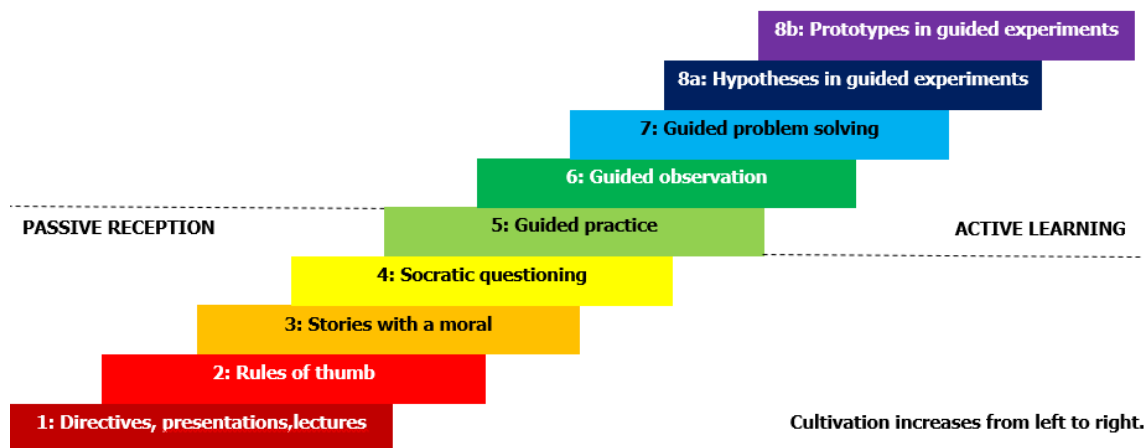 8b: Prototypes in guided experiments
8a: Hypotheses in guided experiments
7: Guided problem solving
6: Guided observation
PASSIVE RECEPTION
5: Guided practice
ACTIVE LEARNING
4: Socratic questioning
3: Stories with a moral
2: Rules of thumb
1: Directives, presentations,lectures
Cultivation increases from left to right.